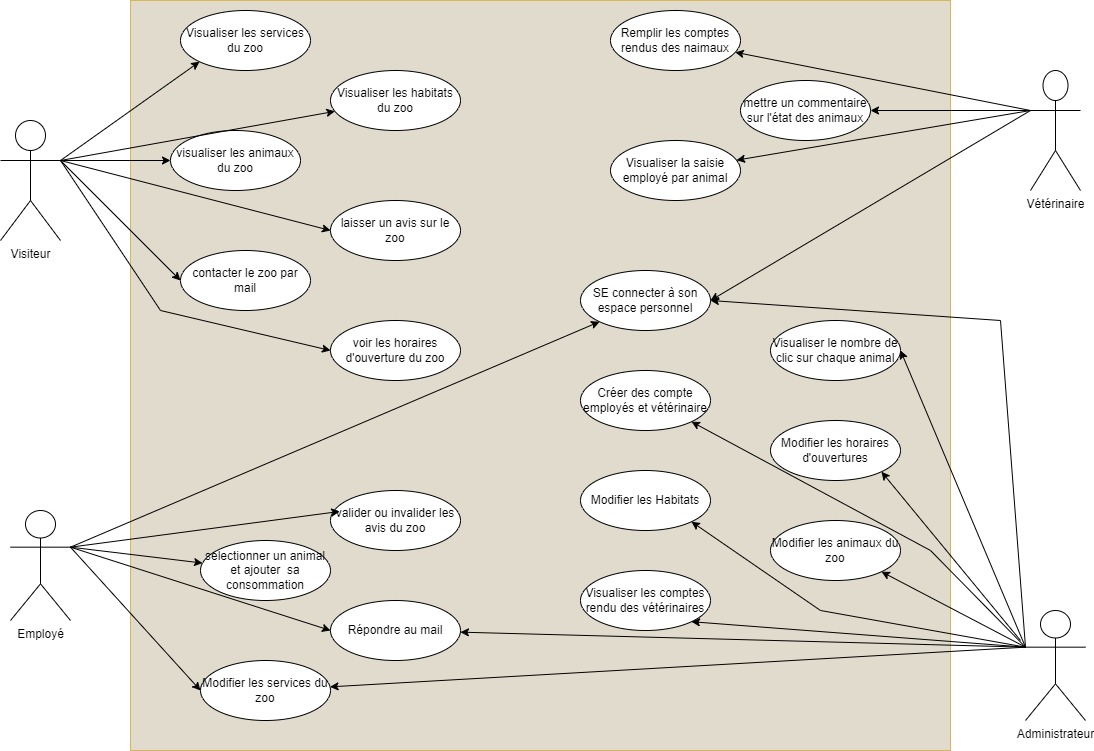 Visualiser les services
du zoo
Remplir les comptes
rendus des naimaux
Visualiser les habitats
du zoo
mettre un commentaire
sur l'état des animaux
visualiser les animaux
du zoo
Visualiser la saisie
employé par animal
Vétérinaire
laisser un avis sur le
zoo
Visiteur
contacter le zoo par
mail
SE connecter à son
espace personnel
voir les horaires
d'ouverture du zoo
Visualiser le nombre de
clic sur chaque animal
Créer des compte
employés et vétérinaire
Modifier les horaires
d'ouvertures
Modifier les Habitats
valider ou invalider les
avis du zoo
Modifier les animaux du
zoo
selectionner un animal
et ajouter sa
consommation
Visualiser les comptes
rendu des vétérinaires
Employé
Répondre au mail
Modifier les services du
zoo
Administrateur